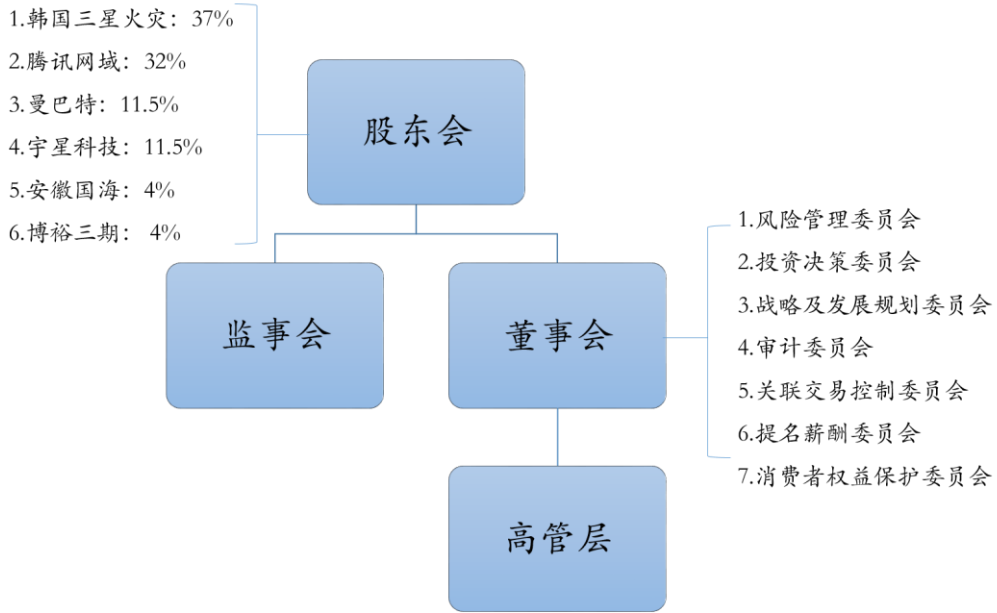 1.韩国三星火灾：37%
2.腾讯网域：32%
3.曼巴特：11.5%
4.宇星科技：11.5%
5.安徽国海：4%
6.博裕三期： 4%
股东会
监事会
董事会
1.风险管理委员会
2.投资决策委员会
3.战略及发展规划委员会
4.审计委员会
5.关联交易控制委员会
6.提名薪酬委员会
7.消费者权益保护委员会
高管层